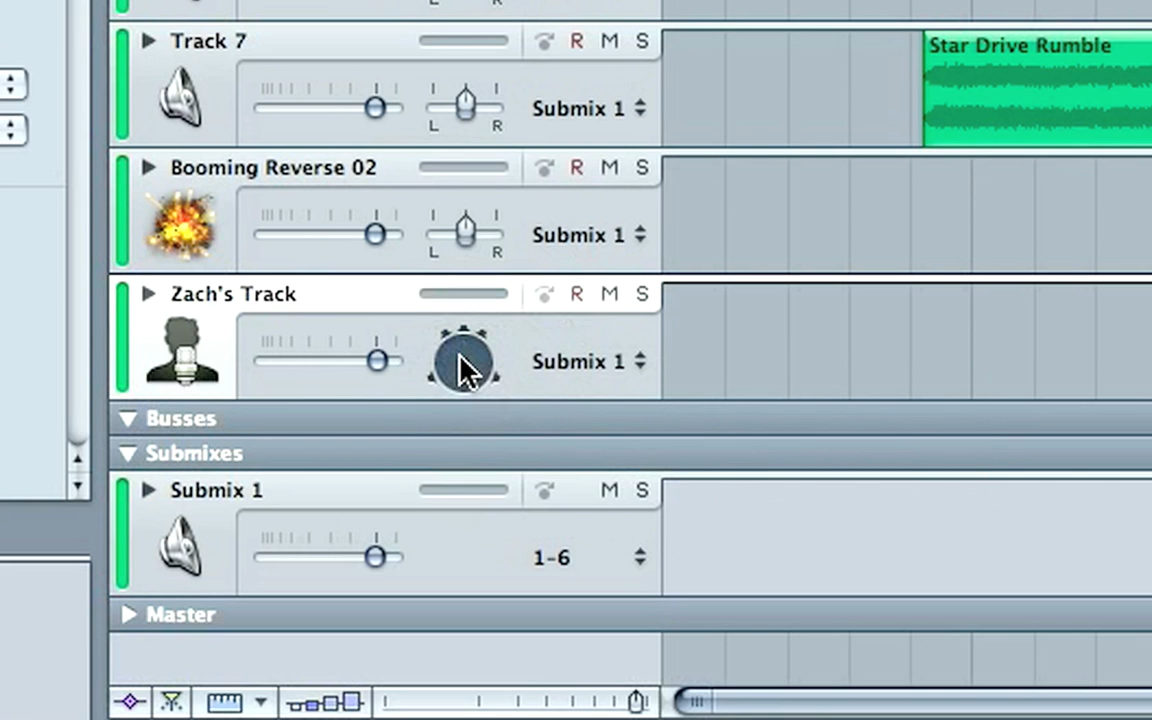 L R
Track 7 R M S Star Drive Rumble
Submix 1
L R
Booming Reverse 02 R M S
Submix 1
L R
Zach's Track R M S
Submix 1
Busses
Submixes
Submix 1 M S
1-6
Master